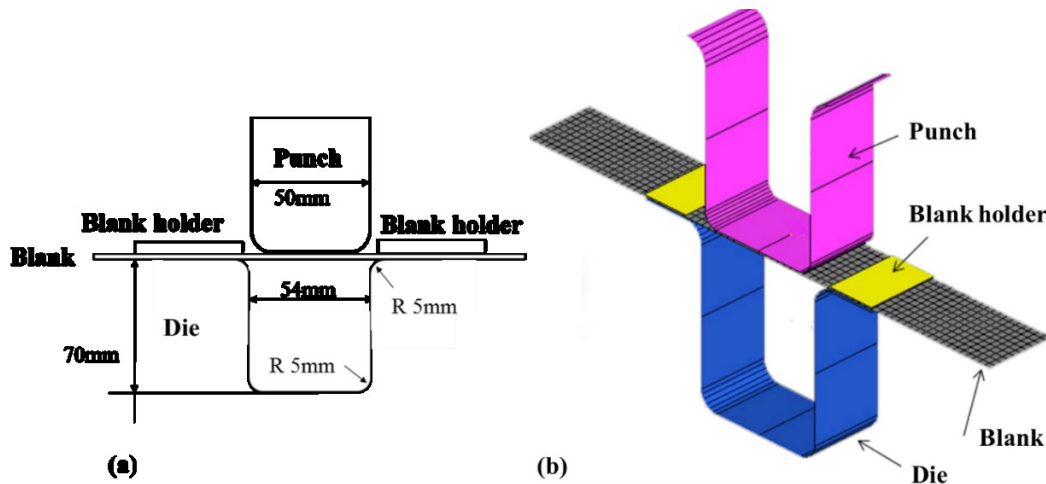 Punch
50mm
Blank holder
Blank holder
Blank
54mm
R 5mm
Die
70mm
R 5mm
(a)
Punch
Blank holder
Blank
Die
(b)